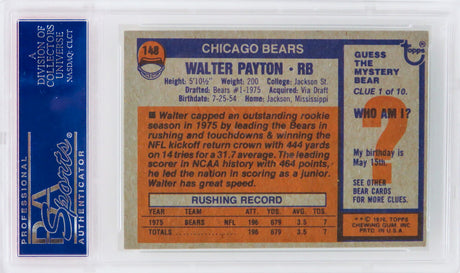 A
DIVISION OF
COLLECTORS
UNIVERSE
NASDAQ: CLCT
PSA
Sports
PROFESSIONAL
AUTHENTICATOR
148
CHICAGO BEARS
WALTER PAYTON • RB
Height: 5'10½" Weight: 200 College: Jackson St.
Drafted: Bears #1-1975 Acquired: Via Draft
Birthdate: 7-25-54 Home: Jackson, Mississippi
Walter capped an outstanding rookie
season in 1975 by leading the Bears in
rushing and touchdowns & winning the
NFL kickoff return crown with 444 yards
on 14 tries for a 31.7 average. The leading
scorer in NCAA history with 464 points,
he led the nation in scoring as a junior.
Walter has great speed.
RUSHING RECORD
YEAR ATT. YDS. AVG. TDS.
1975 BEARS NFL 196 679 3.5 7
TOTALS 196 679 3.5 7
Topps
GUESS
THE
MYSTERY
BEAR
CLUE 1 of 10.
WHO AM I?
?
My birthday is
May 15th.
SEE OTHER
BEAR CARDS
FOR MORE CLUES.
** © 1976, TOPPS
CHEWING GUM, INC.
PRTD. IN U.S.A.